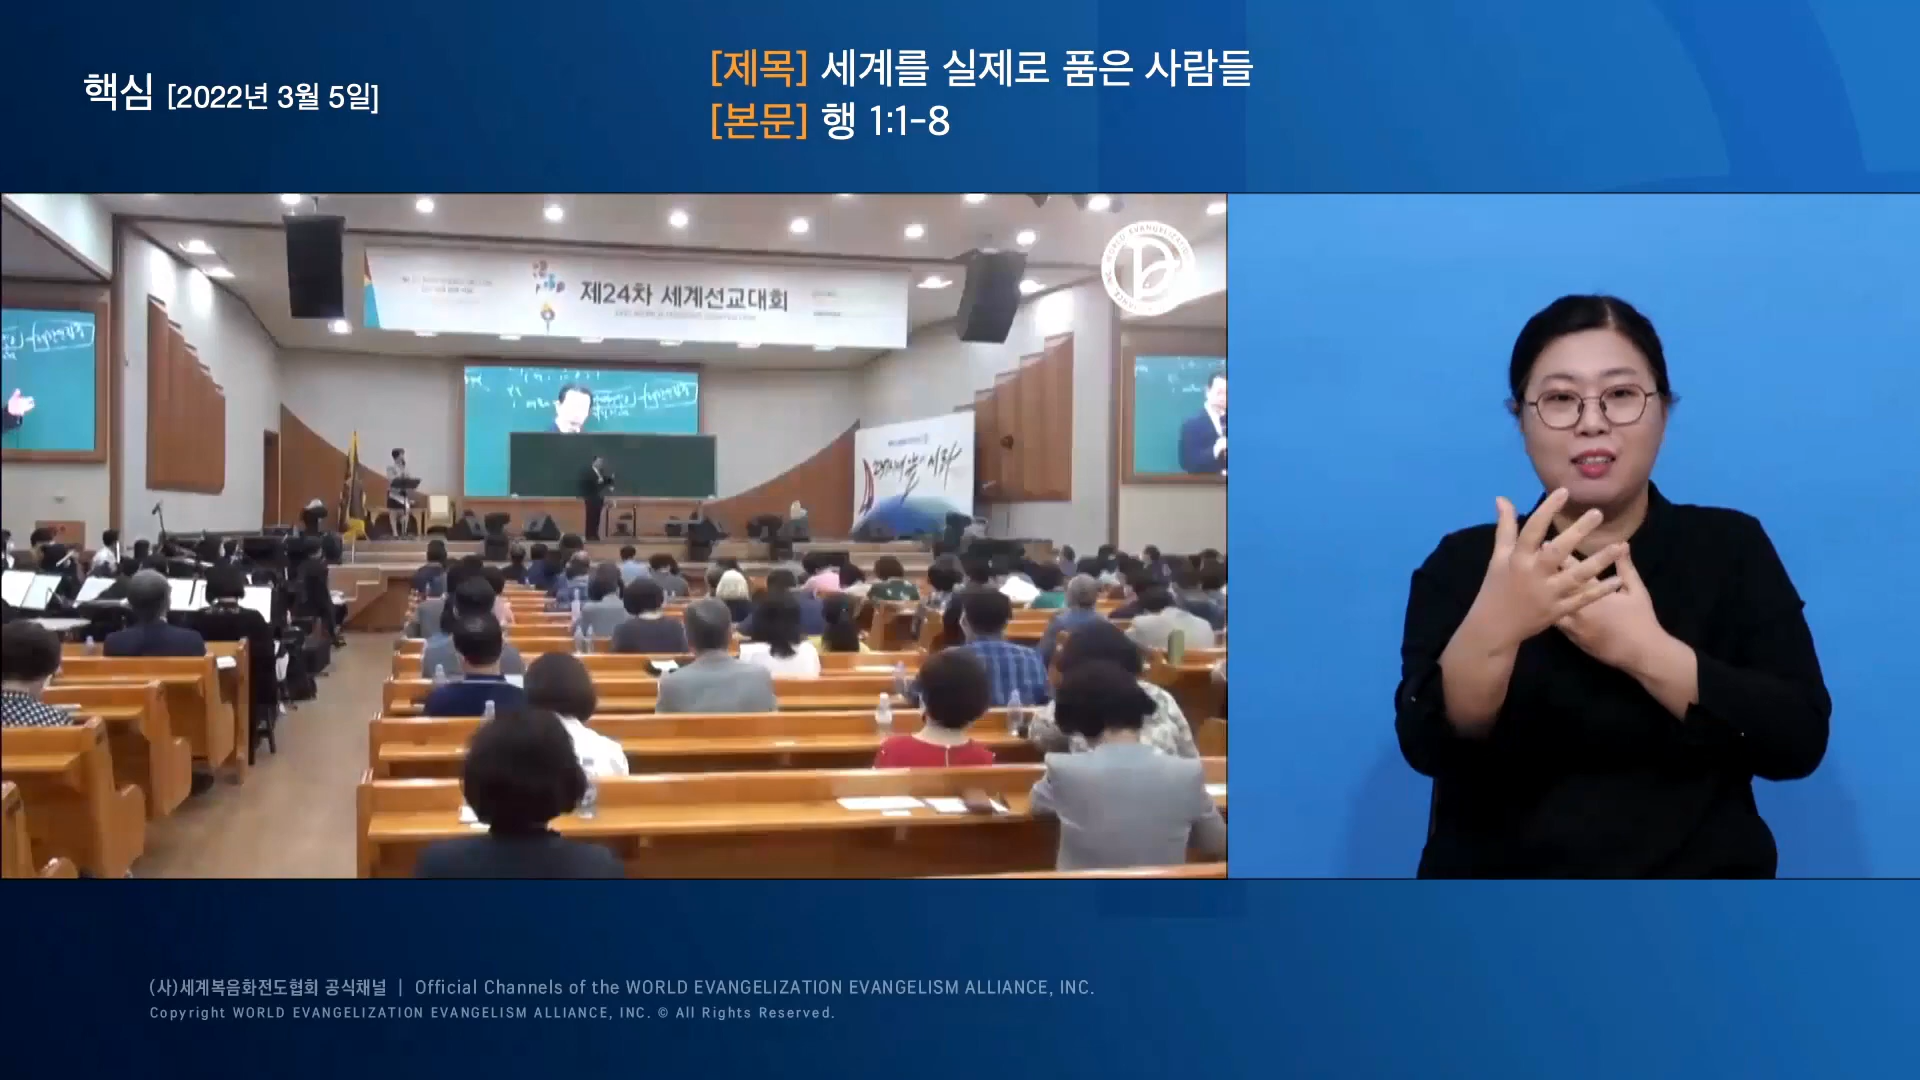 핵심 [2022년 3월 5일]
[제목] 세계를 실제로 품은 사람들
[본문] 행 1:1-8
제24차 세계선교대회
(사)세계복음화전도협회 공식채널 | Official Channels of the WORLD EVANGELIZATION EVANGELISM ALLIANCE, INC.
Copyright WORLD EVANGELIZATION EVANGELISM ALLIANCE, INC. © All Rights Reserved.